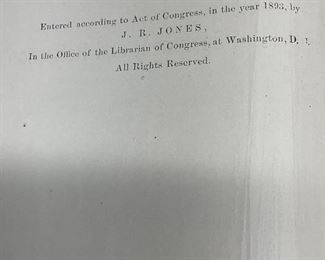 Entered according to Act of Congress, in the year 1893, by
J. R. JONES,
In the Office of the Librarian of Congress, at Washington, D.
All Rights Reserved.